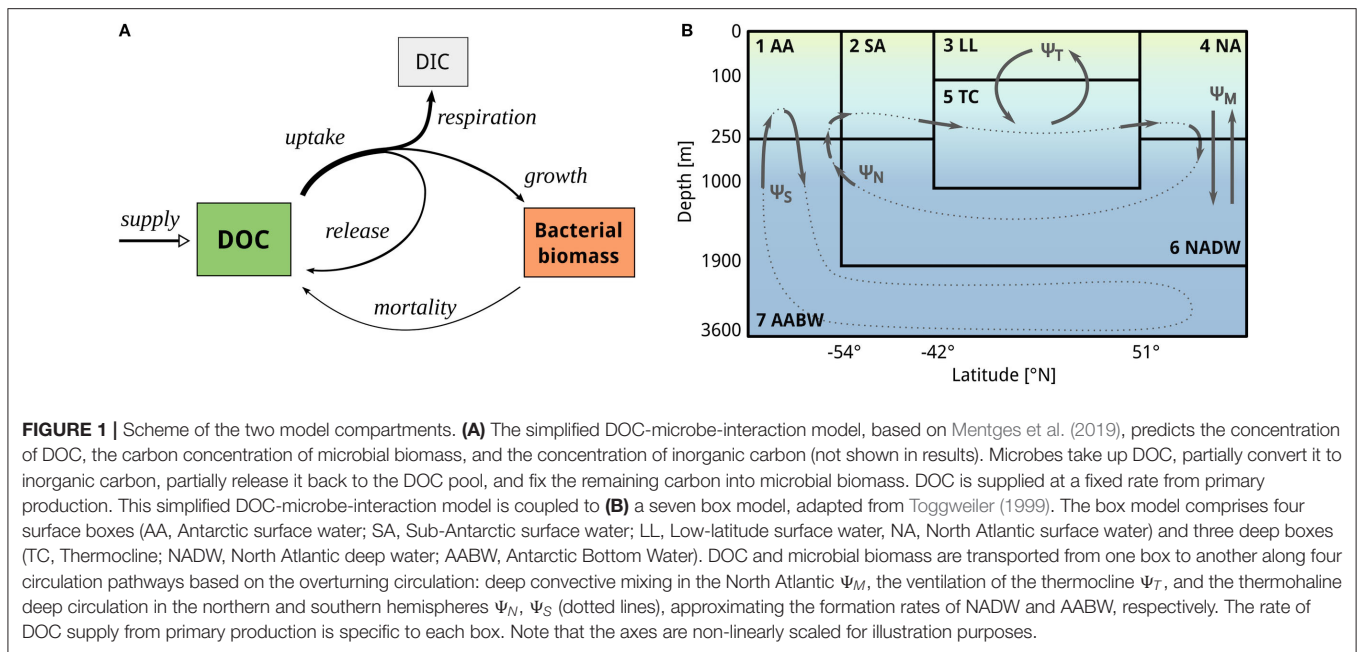 A
DIC
uptake
respiration
growth
supply
DOC
release
Bacterial
biomass
mortality
B
0
100
250
1000
1900
3600
Depth [m]
1 AA
2 SA
3 LL
4 NA
5 TC
6 NADW
7 AABW
Ψ_T
Ψ_M
Ψ_N
Ψ_S
-54°
-42°
51°
Latitude [°N]
FIGURE 1 | Scheme of the two model compartments. (A) The simplified DOC-microbe-interaction model, based on Mentges et al. (2019), predicts the concentration
of DOC, the carbon concentration of microbial biomass, and the concentration of inorganic carbon (not shown in results). Microbes take up DOC, partially convert it to
inorganic carbon, partially release it back to the DOC pool, and fix the remaining carbon into microbial biomass. DOC is supplied at a fixed rate from primary
production. This simplified DOC-microbe-interaction model is coupled to (B) a seven box model, adapted from Toggweiler (1999). The box model comprises four
surface boxes (AA, Antarctic surface water; SA, Sub-Antarctic surface water; LL, Low-latitude surface water, NA, North Atlantic surface water) and three deep boxes
(TC, Thermocline; NADW, North Atlantic deep water; AABW, Antarctic Bottom Water). DOC and microbial biomass are transported from one box to another along four
circulation pathways based on the overturning circulation: deep convective mixing in the North Atlantic Ψ_M, the ventilation of the thermocline Ψ_T, and the thermohaline
deep circulation in the northern and southern hemispheres Ψ_N, Ψ_S (dotted lines), approximating the formation rates of NADW and AABW, respectively. The rate of
DOC supply from primary production is specific to each box. Note that the axes are non-linearly scaled for illustration purposes.